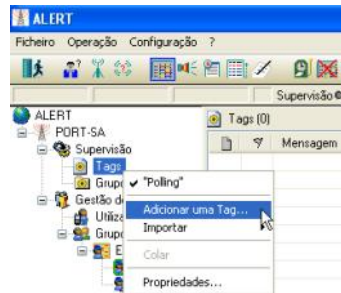 ALERT
Ficheiro Operação Configuração ?
Supervisão
ALERT
PORT-SA
Supervisão
Tags
Grupo
Gestão d
Utiliza
Grupo
E
Tags (0)
Mensagem
"Polling"
Adicionar uma Tag...
Importar
Colar
Propriedades...